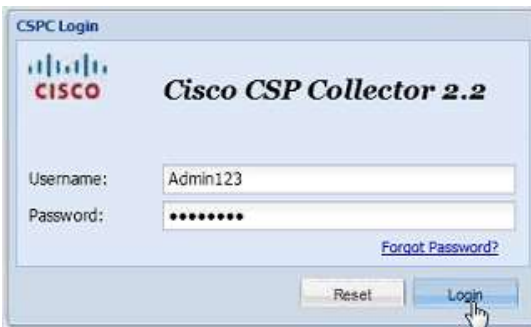 CSPC Login
CISCO
Cisco CSP Collector 2.2
Username: Admin123
Password: ••••••••
Forgot Password?
Reset Login